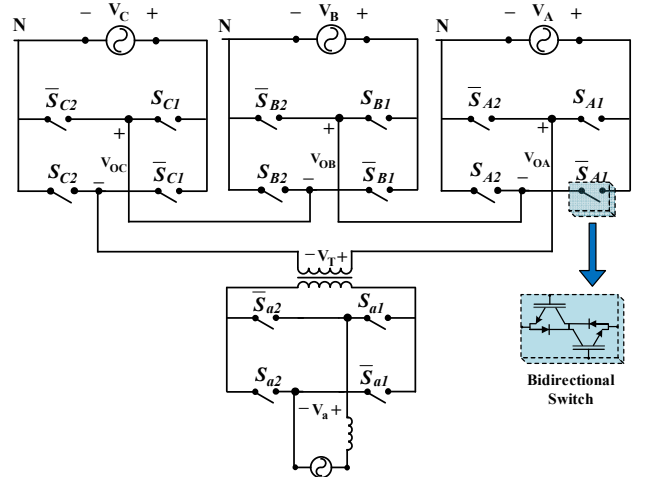 − V_C + − V_B + − V_A +
N N N
S̅_C2 S_C1 S̅_B2 S_B1 S̅_A2 S_A1
+ + +
V_OC V_OB V_OA
S_C2 − S̅_C1 S_B2 − S̅_B1 S_A2 − S̅_A1
− V_T +
S̅_a2 S_a1
S_a2 S̅_a1
− V_a +
Bidirectional
Switch